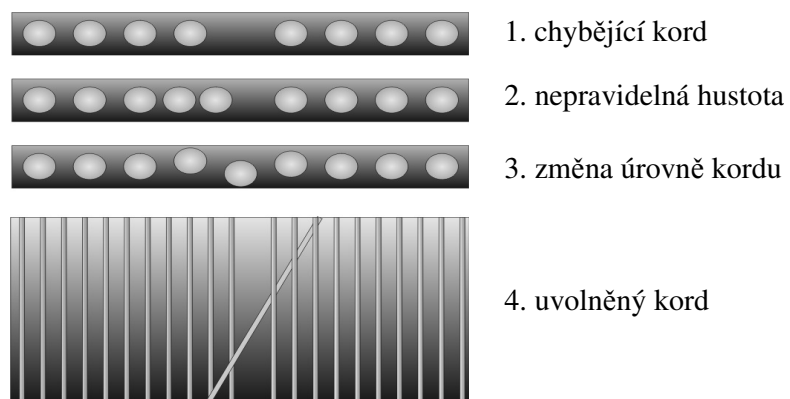 1. chybějící kord
2. nepravidelná hustota
3. změna úrovně kordu
4. uvolněný kord